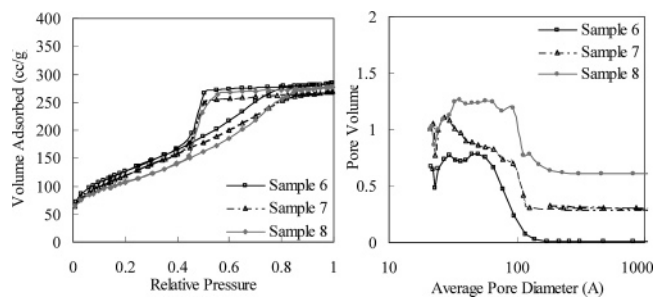 Volume Adsorbed (cc/g
400
350
300
250
200
150
100
50
0
0
0.2
0.4
0.6
0.8
1
Relative Pressure
Sample 6
Sample 7
Sample 8
Pore Volume
2
1.5
1
0.5
0
10
100
1000
Average Pore Diameter (A)
Sample 6
Sample 7
Sample 8